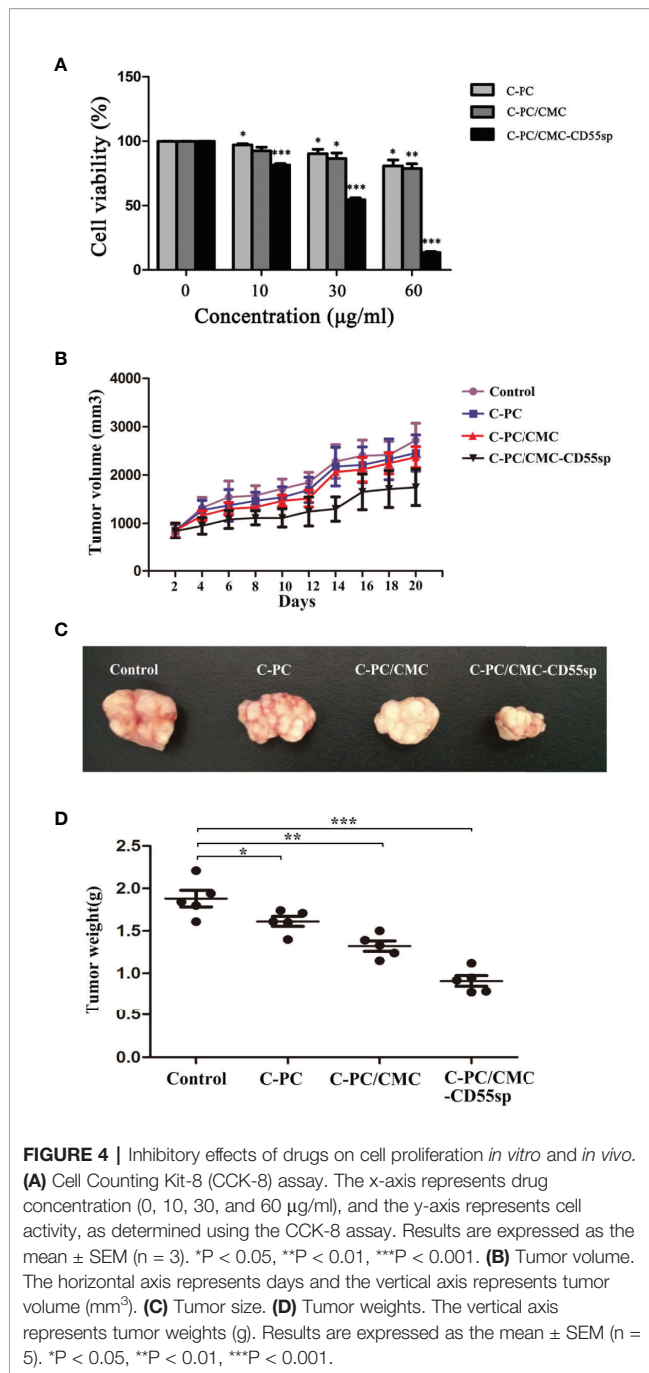 A
Cell viability (%)
150
100
50
0
*
***
*
*
***
*
**
***
0
10
30
60
Concentration (μg/ml)
C-PC
C-PC/CMC
C-PC/CMC-CD55sp
B
Tumor volume (mm3)
4000
3000
2000
1000
0
2
4
6
8
10
12
14
16
18
20
Days
Control
C-PC
C-PC/CMC
C-PC/CMC-CD55sp
C
Control
C-PC
C-PC/CMC
C-PC/CMC-CD55sp
D
***
**
*
Tumor weight(g)
2.5
2.0
1.5
1.0
0.5
0.0
Control
C-PC
C-PC/CMC
C-PC/CMC
-CD55sp
FIGURE 4 | Inhibitory effects of drugs on cell proliferation in vitro and in vivo.
(A) Cell Counting Kit-8 (CCK-8) assay. The x-axis represents drug
concentration (0, 10, 30, and 60 μg/ml), and the y-axis represents cell
activity, as determined using the CCK-8 assay. Results are expressed as the
mean ± SEM (n = 3). *P < 0.05, **P < 0.01, ***P < 0.001. (B) Tumor volume.
The horizontal axis represents days and the vertical axis represents tumor
volume (mm³). (C) Tumor size. (D) Tumor weights. The vertical axis
represents tumor weights (g). Results are expressed as the mean ± SEM (n =
5). *P < 0.05, **P < 0.01, ***P < 0.001.